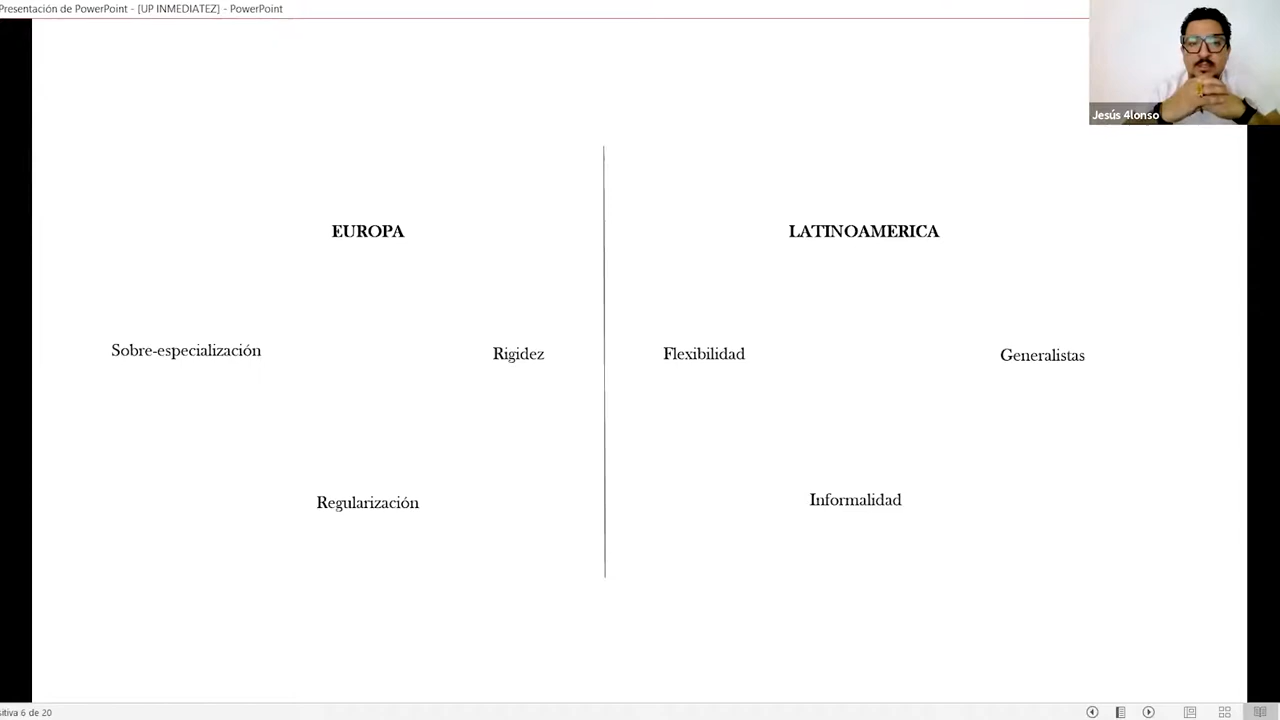 Presentación de PowerPoint - [UP INMEDIATEZ] - PowerPoint
Jesús 4lonso
EUROPA
LATINOAMERICA
Sobre-especialización
Rigidez
Flexibilidad
Generalistas
Regularización
Informalidad
sitiva 6 de 20